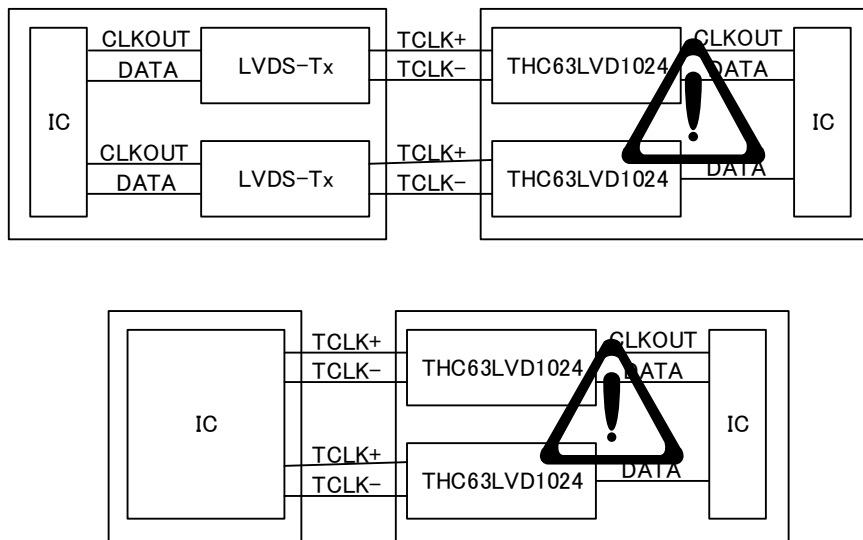 CLKOUT TCLK+ CLKOUT
DATA LVDS-Tx TCLK- THC63LVD1024 DATA
IC IC
CLKOUT TCLK+
DATA LVDS-Tx TCLK- THC63LVD1024 DATA
TCLK+ CLKOUT
TCLK- THC63LVD1024 DATA
IC IC
TCLK+
TCLK- THC63LVD1024 DATA